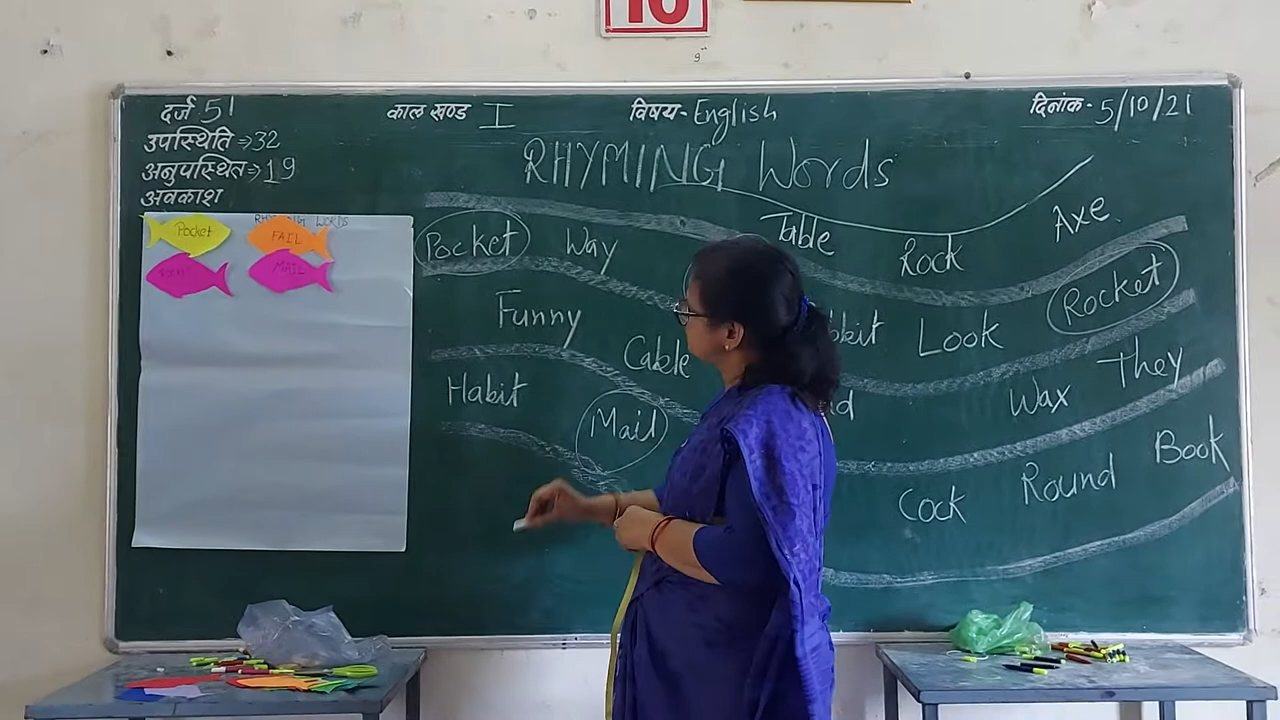 10
दर्ज 51 काल खण्ड I विषय- English दिनांक- 5/10/21
उपस्थिति ⇒32
अनुपस्थित⇒19
अवकाश
RHYMING Words
RHYMING WORDS
Pocket FAIL
MAIL
Pocket Way Table Rock Axe
Funny Look Rocket
Cable They
Habit Mail Wax
Cock Round Book